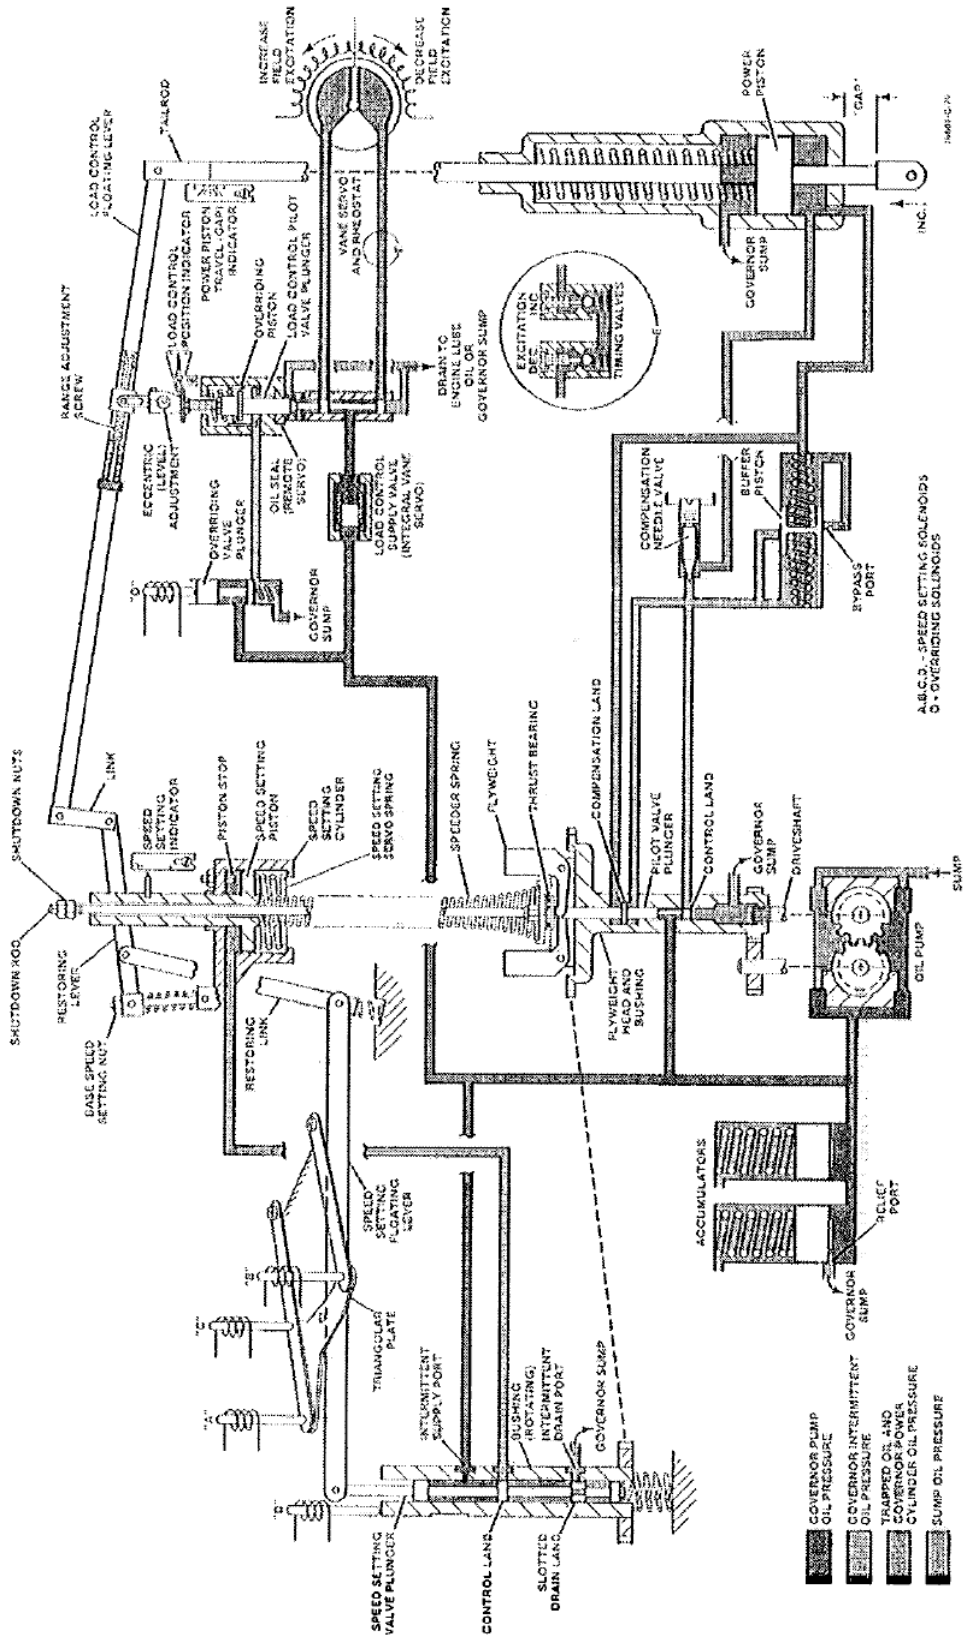 SHUTDOWN NUTS
SHUTDOWN ROD
RESTORING
LEVER
BASE SPEED
SETTING NUT
LINK
SPEED
SETTING
INDICATOR
PISTON STOP
SPEED SETTING
PISTON
SPEED
SETTING
CYLINDER
SPEED SETTING
SERVO SPRING
SPEEDER SPRING
FLYWEIGHT
THRUST BEARING
COMPENSATION LAND
PILOT VALVE
PLUNGER
CONTROL LAND
GOVERNOR
SUMP
DRIVESHAFT
SUMP
OIL PUMP
FLYWEIGHT
HEAD AND
BUSHING
RESTORING
LINK
SPEED
SETTING
FLOATING
LEVER
"A"
"C"
"B"
"D"
TRIANGULAR
PLATE
INTERMITTENT
SUPPLY PORT
BUSHING
(ROTATING)
INTERMITTENT
DRAIN PORT
GOVERNOR SUMP
SPEED SETTING
VALVE PLUNGER
CONTROL LAND
SLOTTED
DRAIN LAND
ACCUMULATORS
RELIEF
PORT
GOVERNOR
SUMP
LOAD CONTROL
FLOATING LEVER
TAILROD
RANGE ADJUSTMENT
SCREW
LOAD CONTROL
POSITION INDICATOR
POWER PISTON
TRAVEL (GAP)
INDICATOR
OVERRIDING
PISTON
LOAD CONTROL PILOT
VALVE PLUNGER
ECCENTRIC
(LEVEL)
ADJUSTMENT
"O"
OVERRIDING
VALVE
PLUNGER
OIL SEAL
(REMOTE
SERVO)
GOVERNOR
SUMP
LOAD CONTROL
SUPPLY VALVE
(INTEGRAL VANE
SERVO)
INCREASE
FIELD
EXCITATION
DECREASE
FIELD
EXCITATION
VANE SERVO
AND RHEOSTAT
DRAIN TO
ENGINE LUBE
OIL OR
GOVERNOR SUMP
EXCITATION
DEC. INC.
TIMING VALVES
COMPENSATION
NEEDLE VALVE
BUFFER
PISTON
BYPASS
PORT
GOVERNOR
SUMP
POWER
PISTON
"GAP"
INC.
A.B.C.D. - SPEED SETTING SOLENOIDS
O - OVERRIDING SOLENOIDS
GOVERNOR PUMP
OIL PRESSURE
GOVERNOR INTERMITTENT
OIL PRESSURE
TRAPPED OIL AND
GOVERNOR POWER
CYLINDER OIL PRESSURE
SUMP OIL PRESSURE